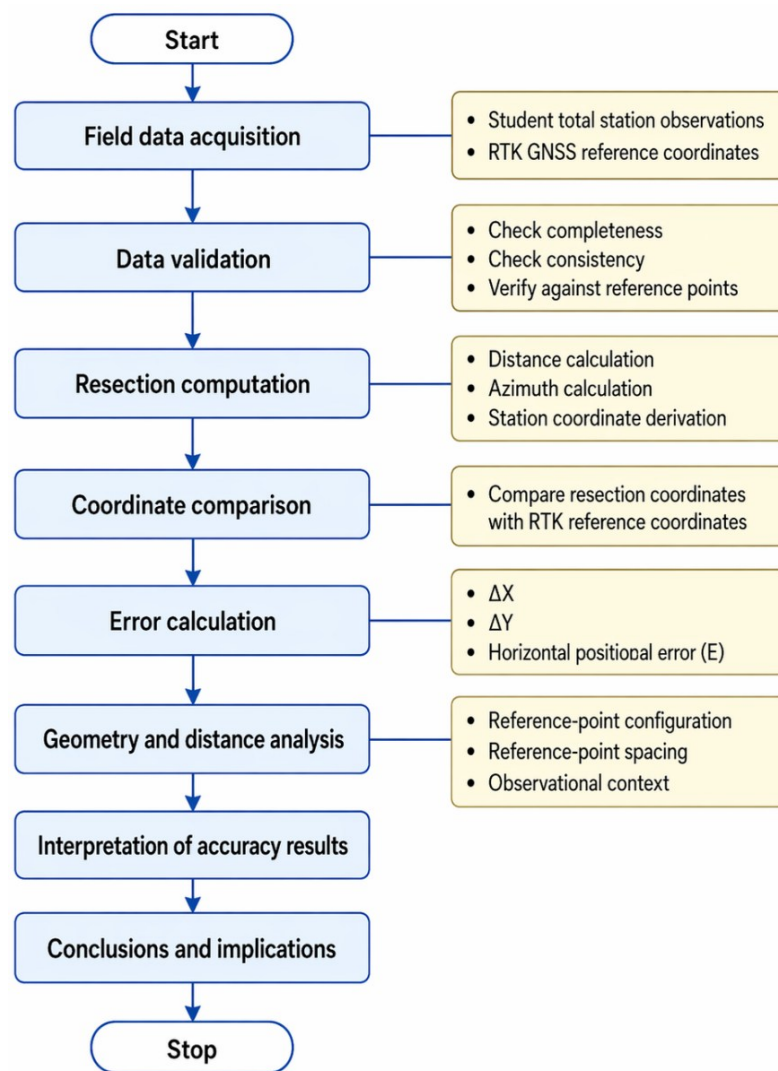 Start
Field data acquisition
• Student total station observations
• RTK GNSS reference coordinates
Data validation
• Check completeness
• Check consistency
• Verify against reference points
Resection computation
• Distance calculation
• Azimuth calculation
• Station coordinate derivation
Coordinate comparison
• Compare resection coordinates
with RTK reference coordinates
Error calculation
• ΔX
• ΔY
• Horizontal positional error (E)
Geometry and distance analysis
• Reference-point configuration
• Reference-point spacing
• Observational context
Interpretation of accuracy results
Conclusions and implications
Stop